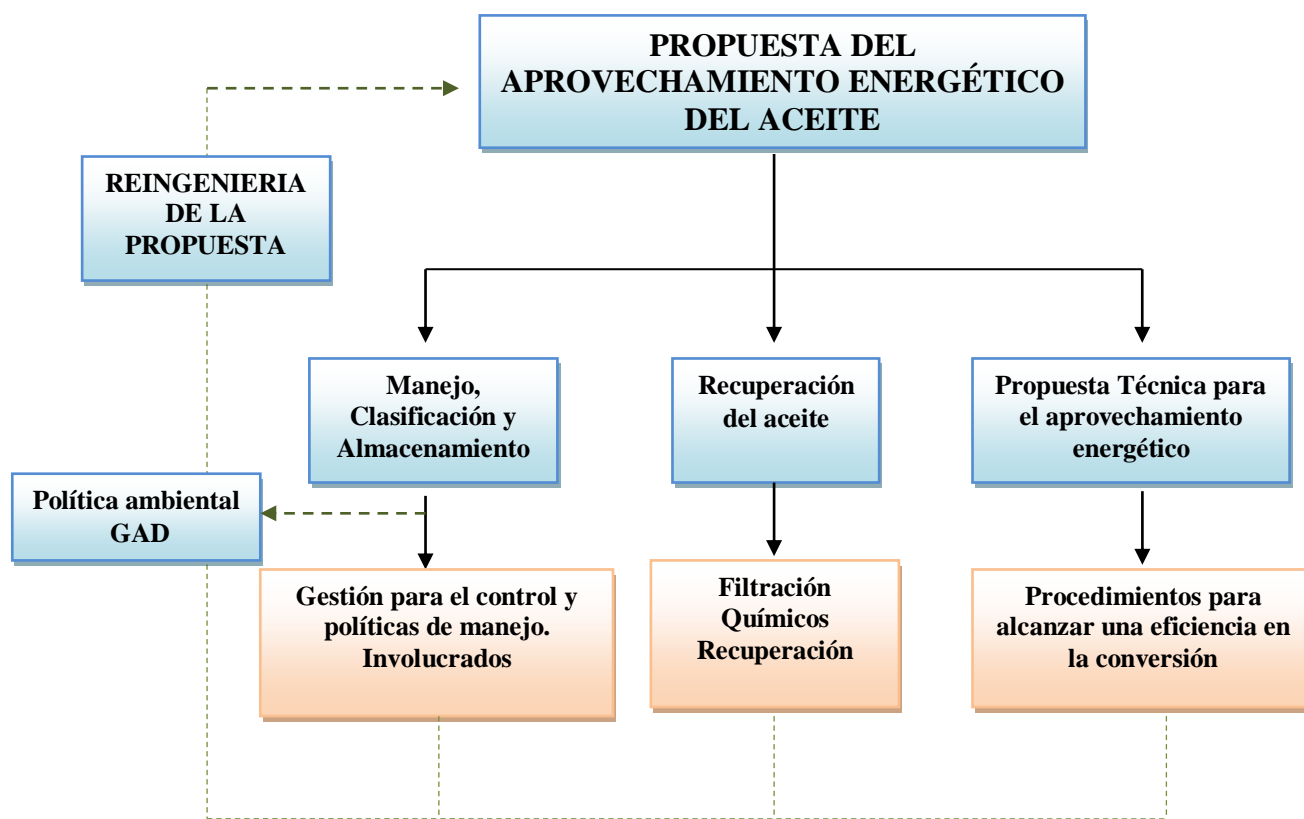 PROPUESTA DEL
APROVECHAMIENTO ENERGÉTICO
DEL ACEITE
REINGENIERIA
DE LA
PROPUESTA
Manejo,
Clasificación y
Almacenamiento
Recuperación
del aceite
Propuesta Técnica para
el aprovechamiento
energético
Política ambiental
GAD
Gestión para el control y
políticas de manejo.
Involucrados
Filtración
Químicos
Recuperación
Procedimientos para
alcanzar una eficiencia en
la conversión